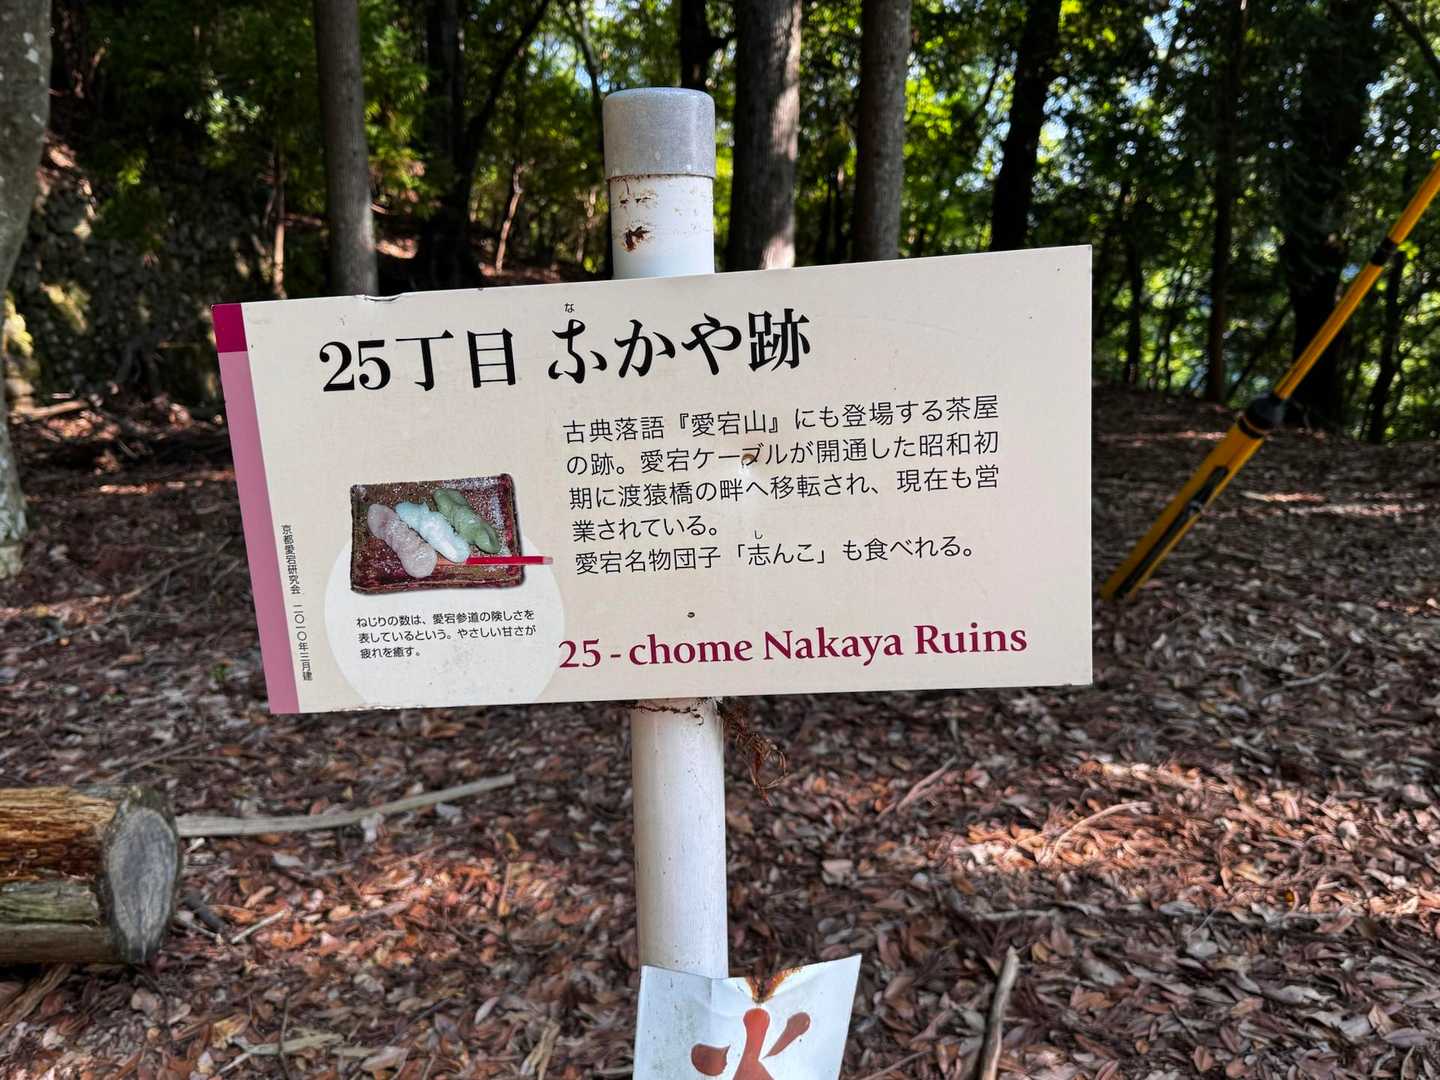 25丁目 なかや跡
な
古典落語『愛宕山』にも登場する茶屋
の跡。愛宕ケーブルが開通した昭和初
期に渡猿橋の畔へ移転され、現在も営
業されている。
愛宕名物団子「志んこ」も食べれる。
し
ねじりの数は、愛宕参道の険しさを
表しているという。やさしい甘さが
疲れを癒す。
京都愛宕研究会 二〇一〇年三月建
25 - chome Nakaya Ruins
火